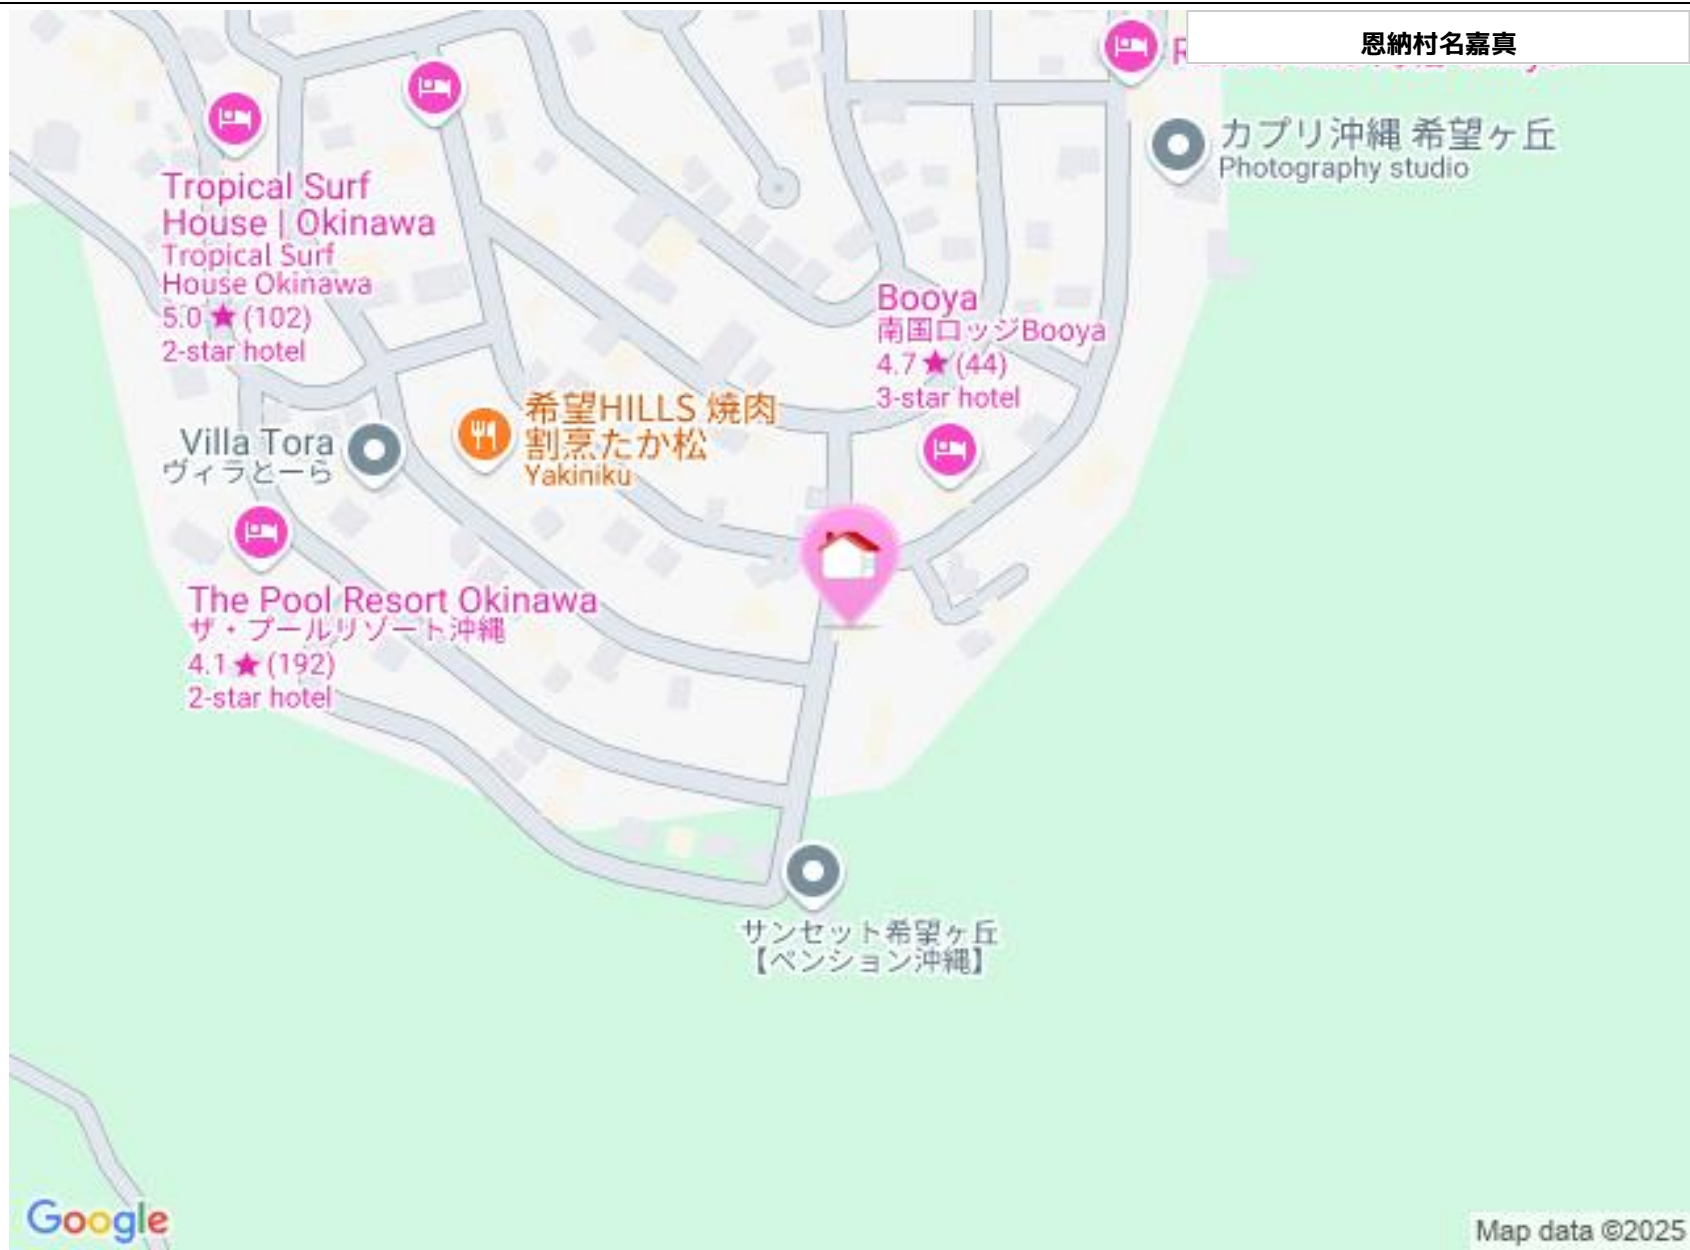 恩納村名嘉真
カプリ沖縄 希望ヶ丘
Photography studio
Tropical Surf
House | Okinawa
Tropical Surf
House Okinawa
5.0 ★ (102)
2-star hotel
Booya
南国ロッジBooya
4.7 ★ (44)
3-star hotel
希望HILLS 焼肉
割烹たか松
Yakiniku
Villa Tora
ヴィラとーら
The Pool Resort Okinawa
ザ・プールリゾート沖縄
4.1 ★ (192)
2-star hotel
サンセット希望ヶ丘
【ペンション沖縄】
Google
Map data ©2025